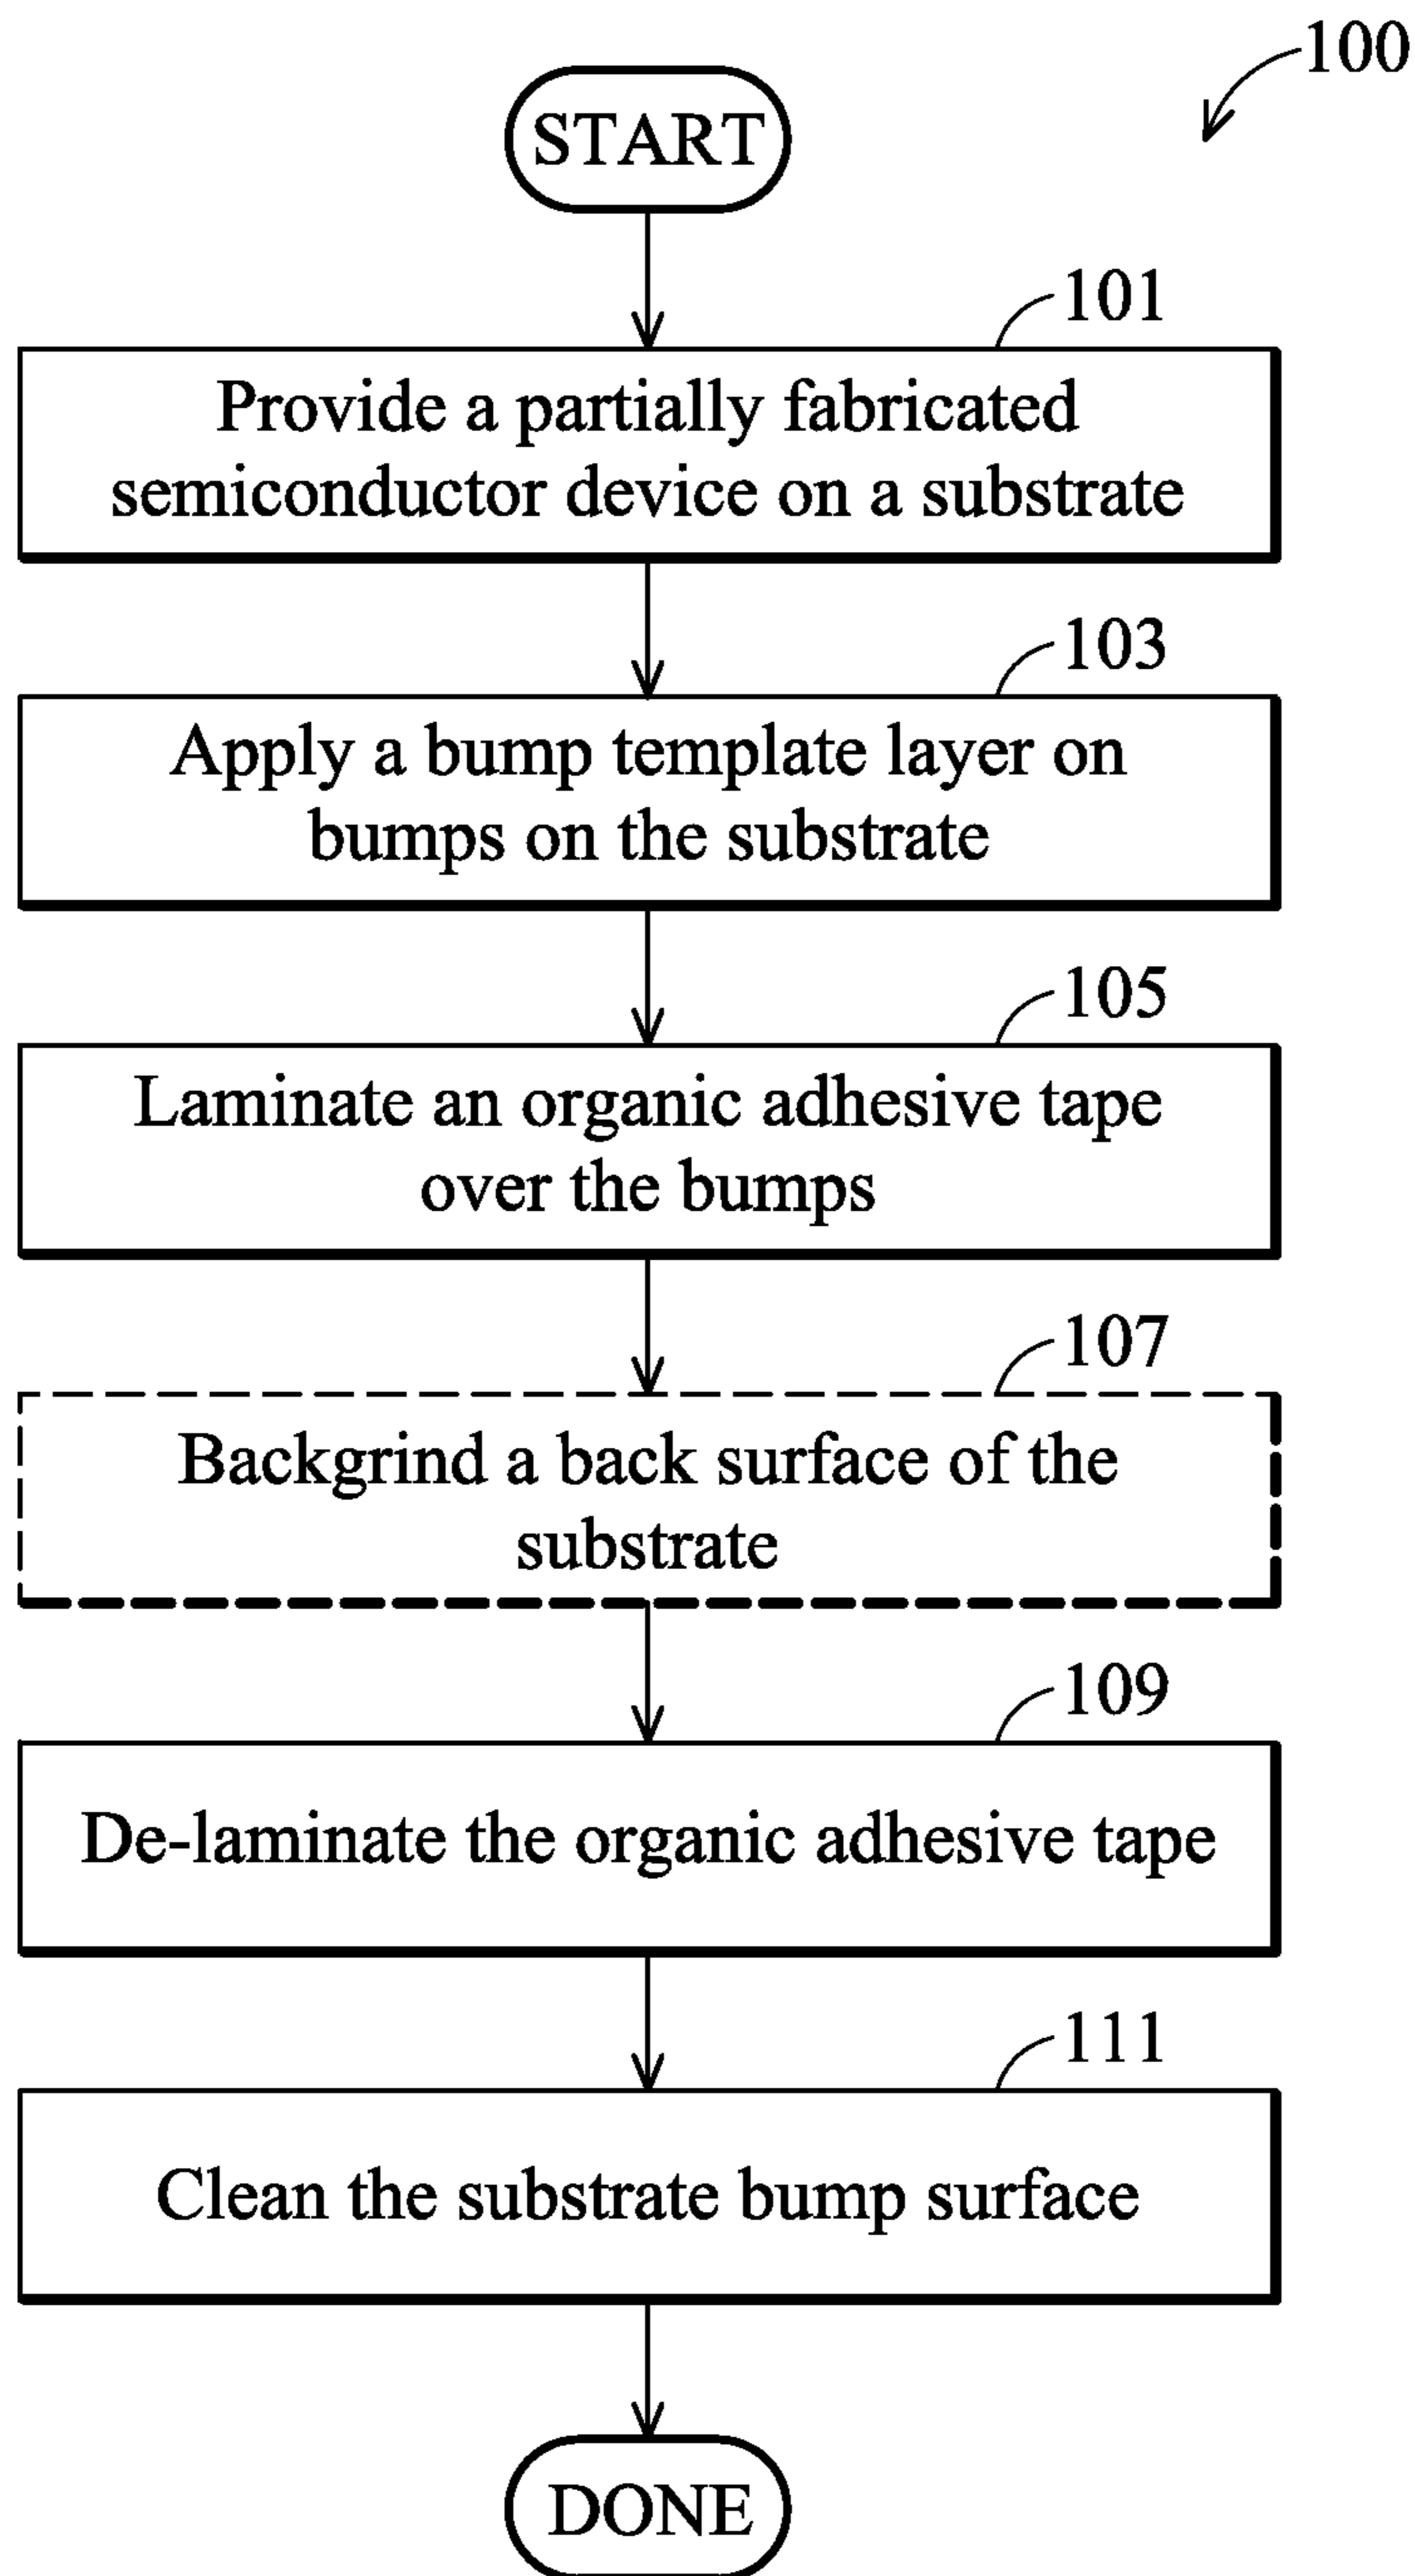 100
START
101
Provide a partially fabricated
semiconductor device on a substrate
103
Apply a bump template layer on
bumps on the substrate
105
Laminate an organic adhesive tape
over the bumps
107
Backgrind a back surface of the
substrate
109
De-laminate the organic adhesive tape
111
Clean the substrate bump surface
DONE